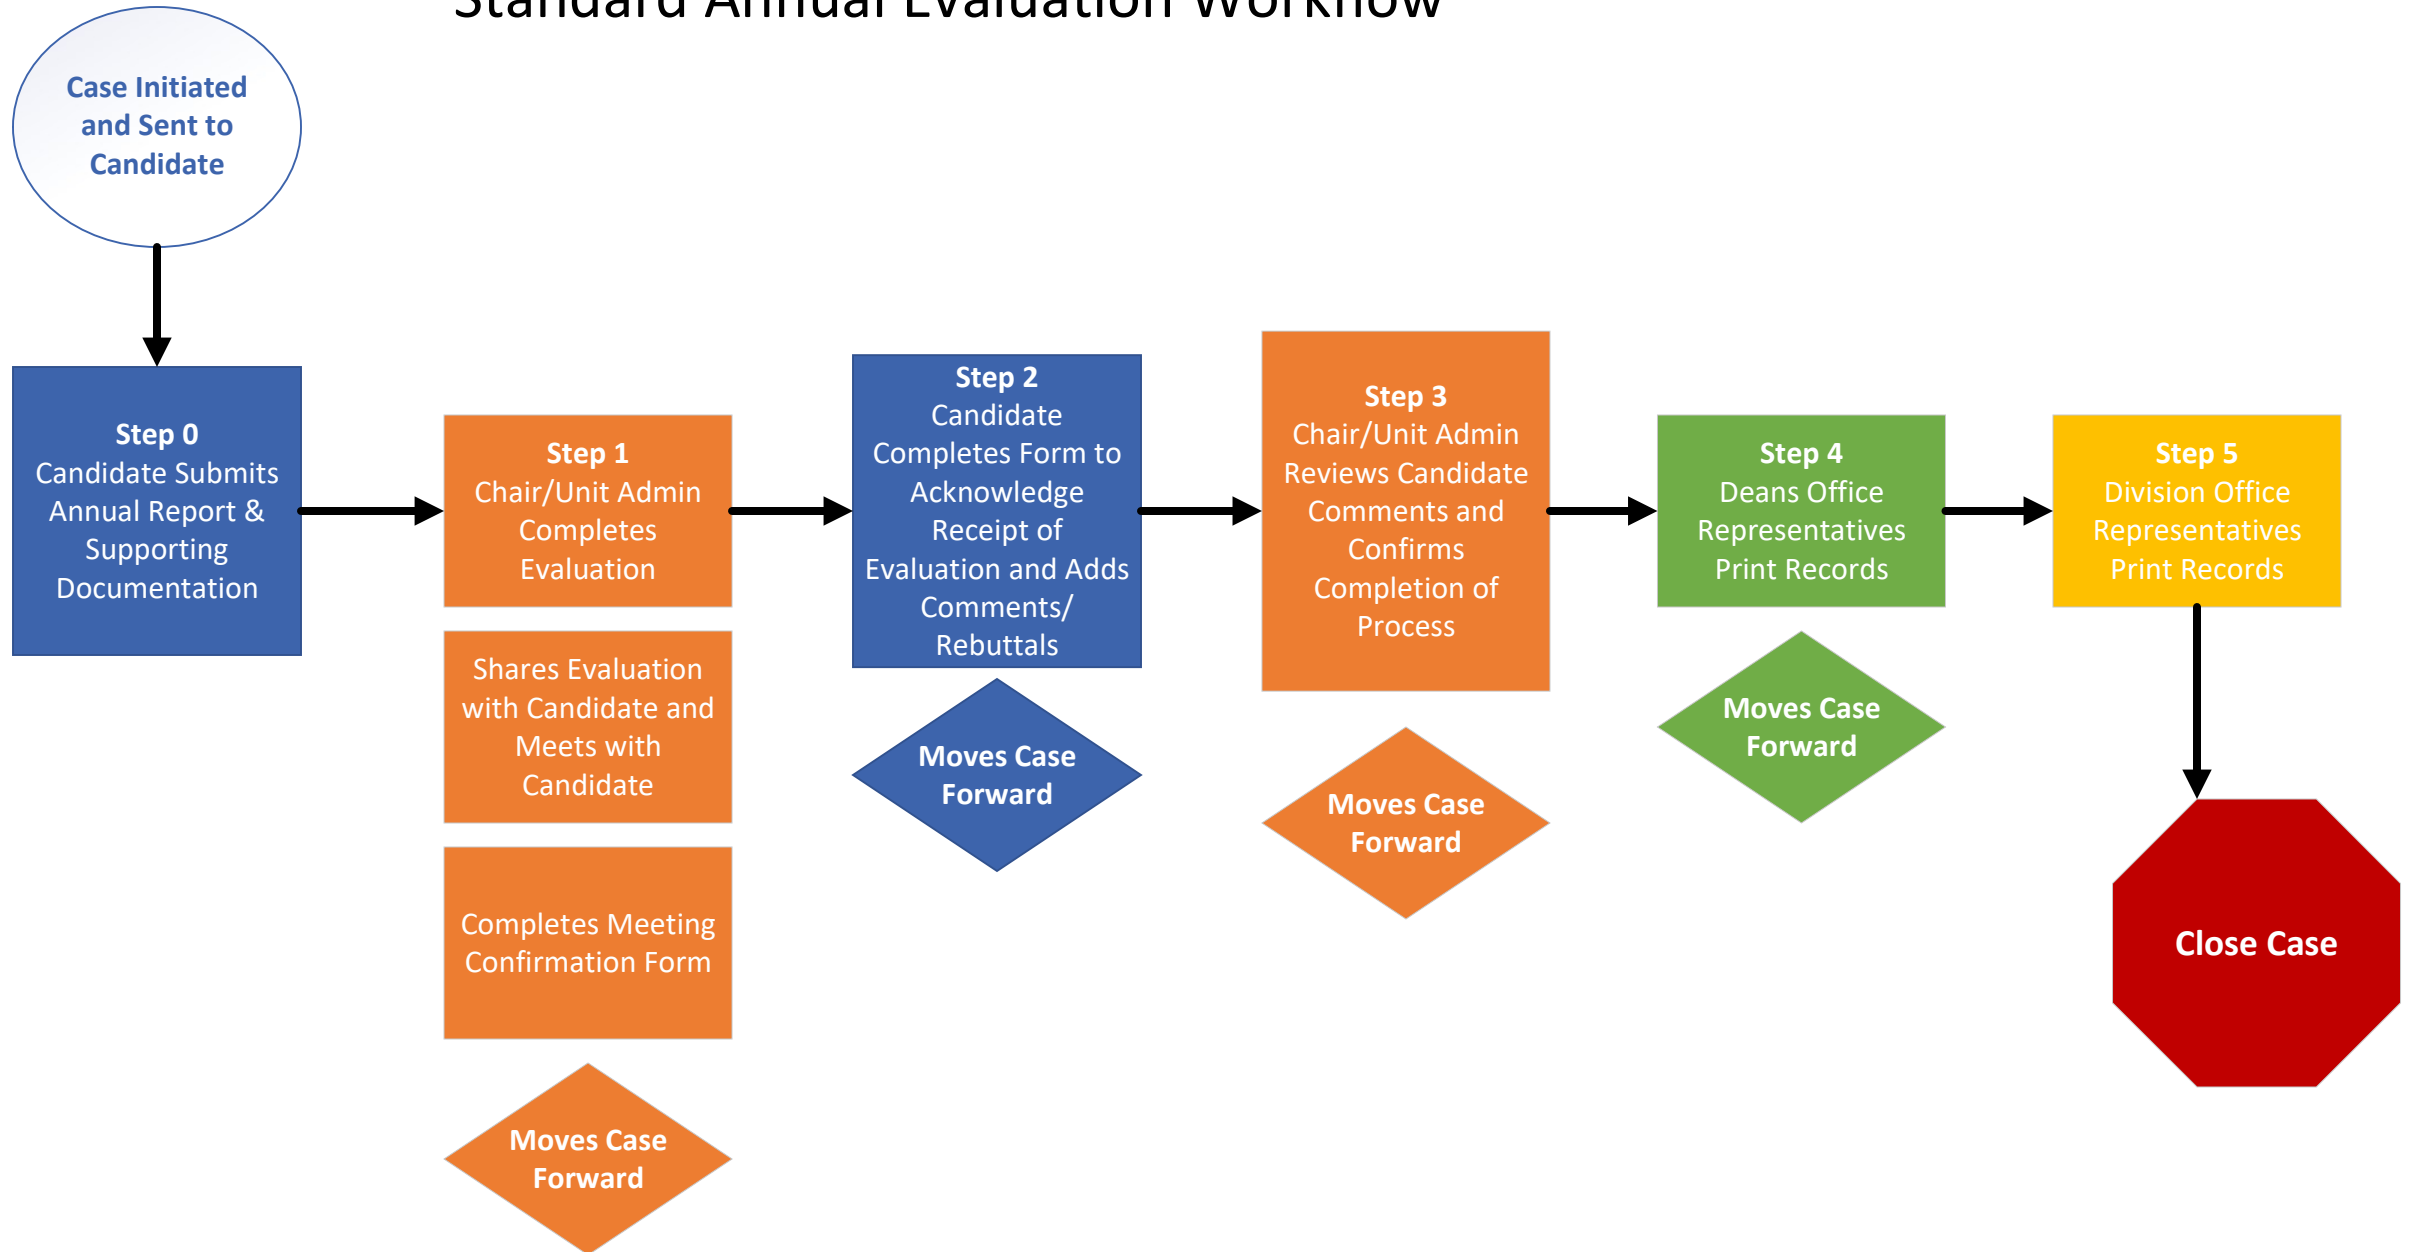 Standard Annual Evaluation Workflow
Case Initiated
and Sent to
Candidate
Step 0
Candidate Submits
Annual Report &
Supporting
Documentation
Step 1
Chair/Unit Admin
Completes
Evaluation
Shares Evaluation
with Candidate and
Meets with
Candidate
Completes Meeting
Confirmation Form
Moves Case
Forward
Step 2
Candidate
Completes Form to
Acknowledge
Receipt of
Evaluation and Adds
Comments/
Rebuttals
Moves Case
Forward
Step 3
Chair/Unit Admin
Reviews Candidate
Comments and
Confirms
Completion of
Process
Moves Case
Forward
Step 4
Deans Office
Representatives
Print Records
Moves Case
Forward
Step 5
Division Office
Representatives
Print Records
Close Case